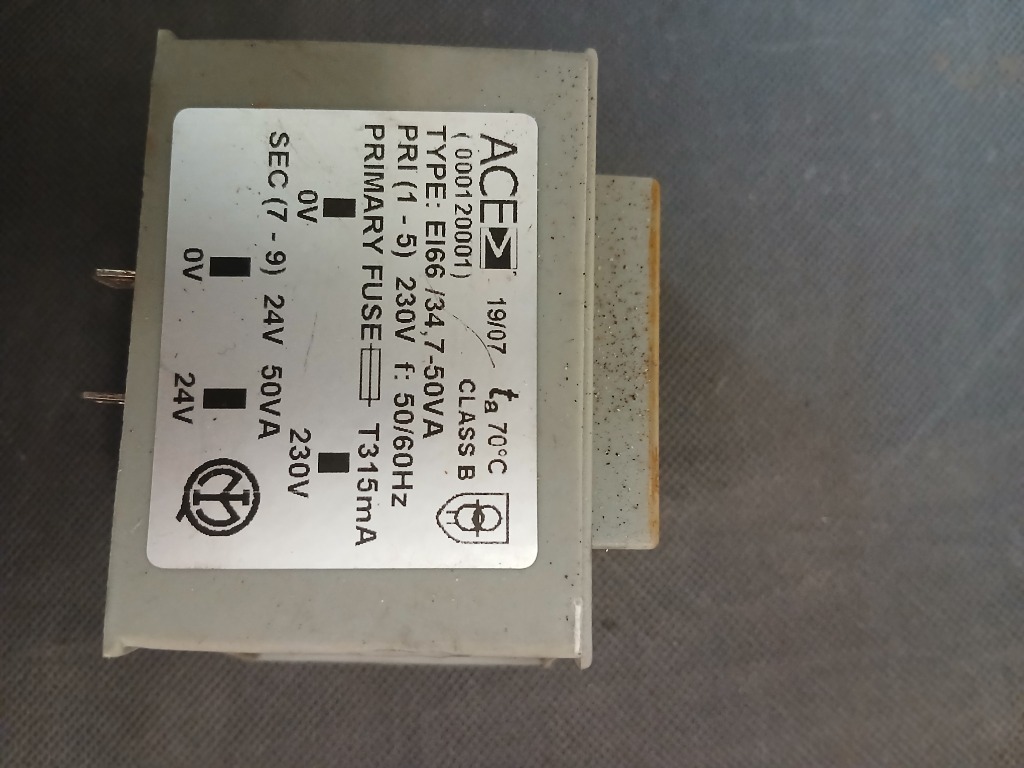 ACE 19/07 ta 70°C
(000120001) CLASS B
TYPE: EI66 /34,7-50VA
PRI (1 - 5) 230V f: 50/60Hz
PRIMARY FUSE T315mA
0V 230V
SEC (7 - 9) 24V 50VA
0V 24V